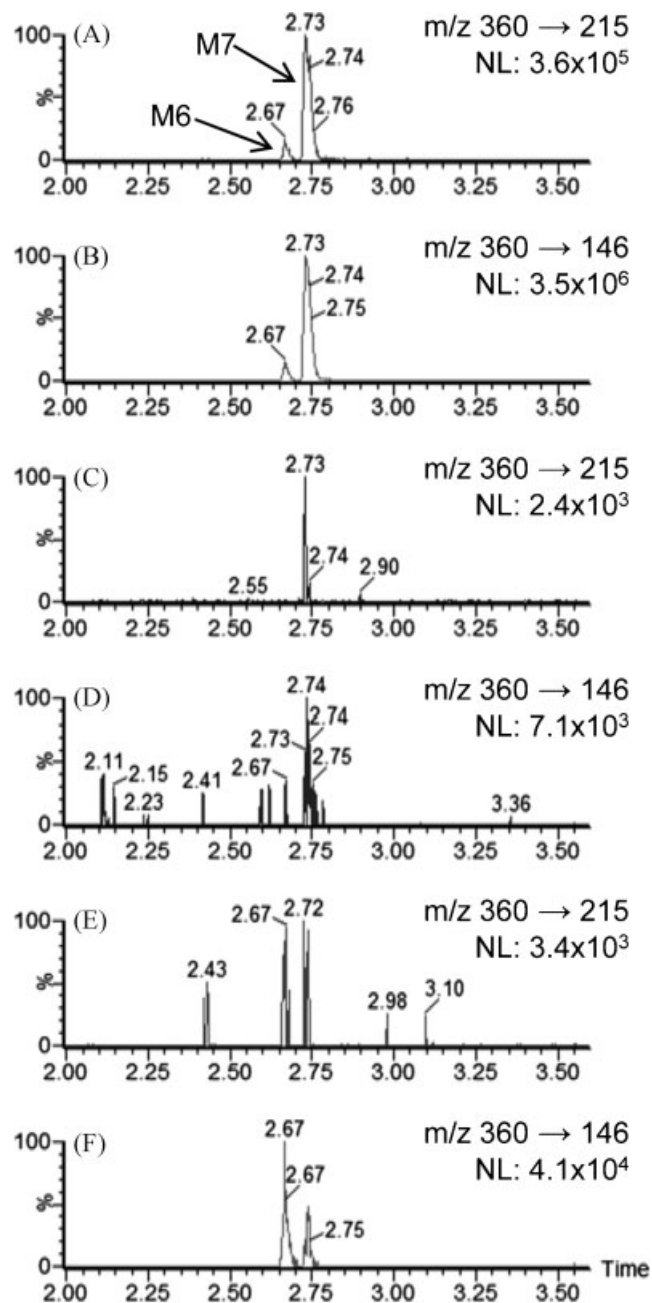 (A) 2.73 m/z 360 → 215
100 M7 2.74 NL: 3.6x10⁵
% M6 2.67 2.76
0
2.00 2.25 2.50 2.75 3.00 3.25 3.50
(B) 2.73 m/z 360 → 146
100 2.74 NL: 3.5x10⁶
% 2.67 2.75
0
2.00 2.25 2.50 2.75 3.00 3.25 3.50
(C) 2.73 m/z 360 → 215
100 NL: 2.4x10³
% 2.55 2.74 2.90
0
2.00 2.25 2.50 2.75 3.00 3.25 3.50
(D) 2.74 m/z 360 → 146
100 2.74 NL: 7.1x10³
% 2.11 2.15 2.23 2.41 2.67 2.73 2.75 3.36
0
2.00 2.25 2.50 2.75 3.00 3.25 3.50
(E) 2.67 2.72 m/z 360 → 215
100 NL: 3.4x10³
% 2.43 2.98 3.10
0
2.00 2.25 2.50 2.75 3.00 3.25 3.50
(F) 2.67 m/z 360 → 146
100 2.67 NL: 4.1x10⁴
% 2.75
0 Time
2.00 2.25 2.50 2.75 3.00 3.25 3.50